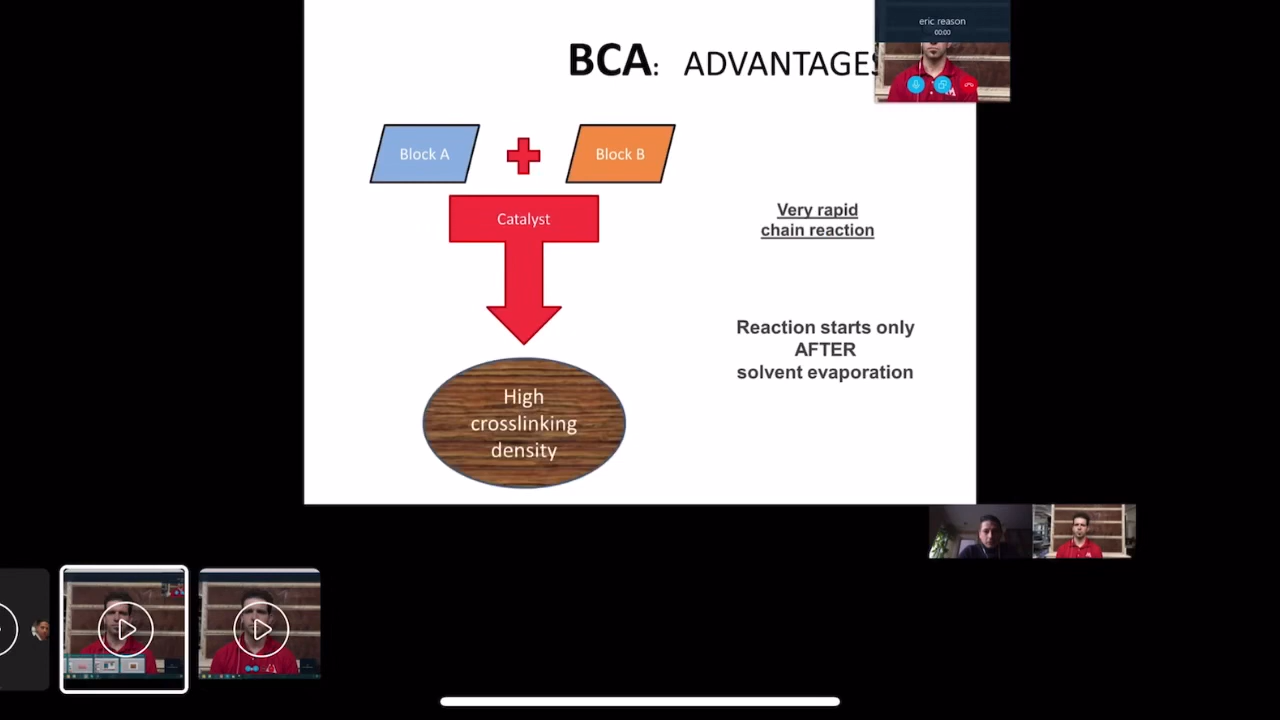 eric reason
00:00
BCA: ADVANTAGES
Block A
Block B
Catalyst
Very rapid
chain reaction
Reaction starts only
AFTER
solvent evaporation
High
crosslinking
density